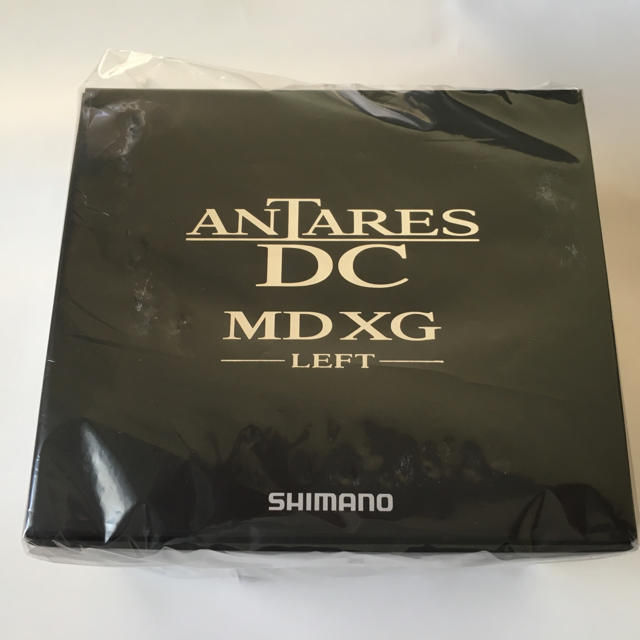 ANTARES
DC
MD XG
LEFT
SHIMANO